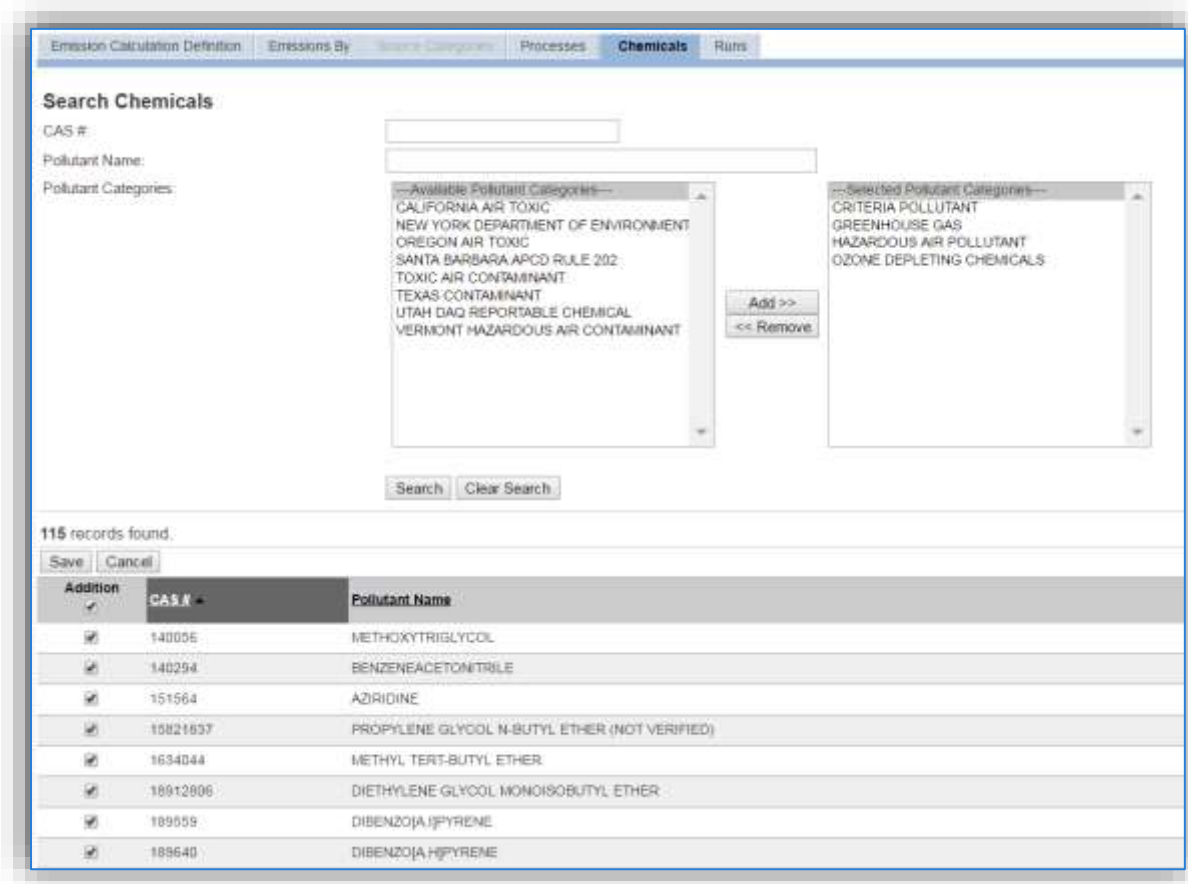 Emission Calculation Definition Emissions By Source Categories Processes Chemicals Runs
Search Chemicals
CAS #:
Pollutant Name:
Pollutant Categories:
---Available Pollutant Categories---
CALIFORNIA AIR TOXIC
NEW YORK DEPARTMENT OF ENVIRONMENT
OREGON AIR TOXIC
SANTA BARBARA APCD RULE 202
TOXIC AIR CONTAMINANT
TEXAS CONTAMINANT
UTAH DAQ REPORTABLE CHEMICAL
VERMONT HAZARDOUS AIR CONTAMINANT
Add >>
<< Remove
---Selected Pollutant Categories---
CRITERIA POLLUTANT
GREENHOUSE GAS
HAZARDOUS AIR POLLUTANT
OZONE DEPLETING CHEMICALS
Search Clear Search
115 records found.
Save Cancel
Addition CAS # Pollutant Name
140056 METHOXYTRIGLYCOL
140294 BENZENEACETONITRILE
151564 AZIRIDINE
15821637 PROPYLENE GLYCOL N-BUTYL ETHER (NOT VERIFIED)
1634044 METHYL TERT-BUTYL ETHER
18912806 DIETHYLENE GLYCOL MONOISOBUTYL ETHER
189559 DIBENZO[A,I]PYRENE
189640 DIBENZO[A,H]PYRENE